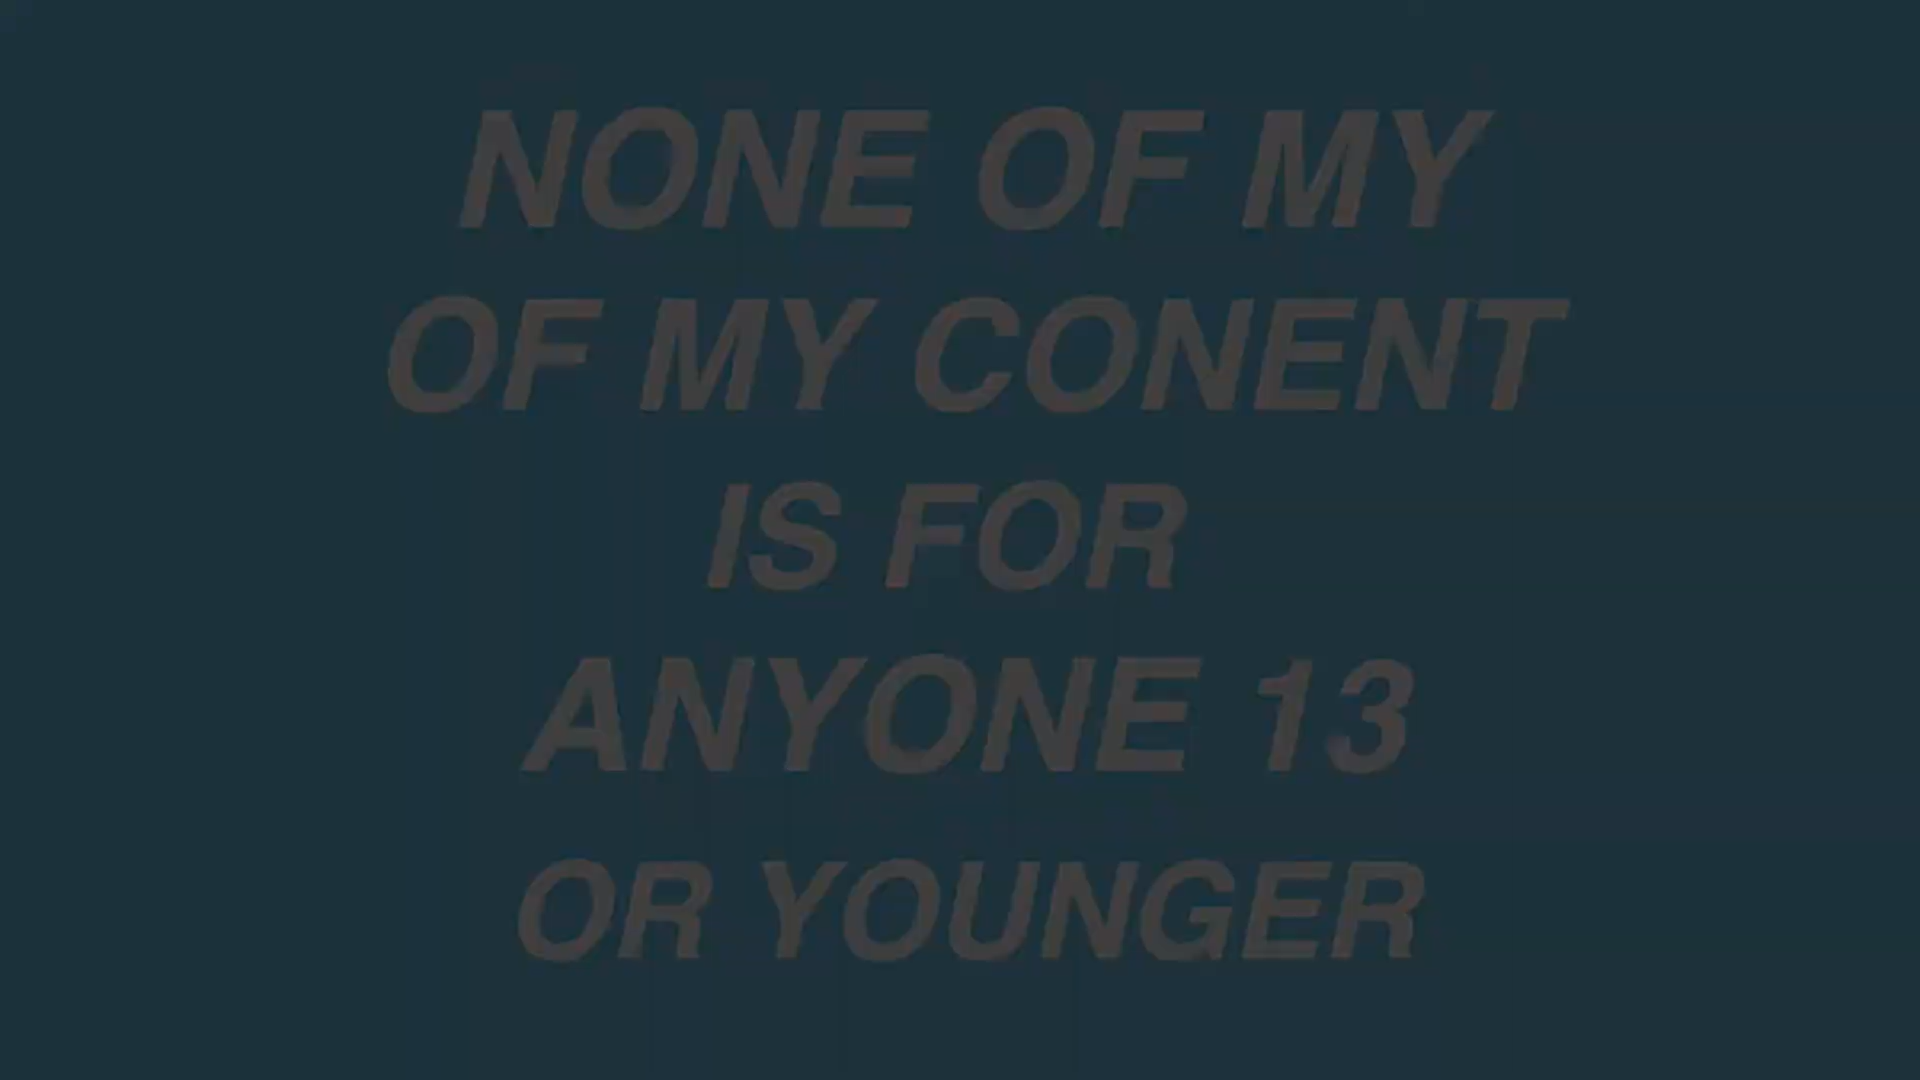 NONE OF MY
OF MY CONENT
IS FOR
ANYONE 13
OR YOUNGER